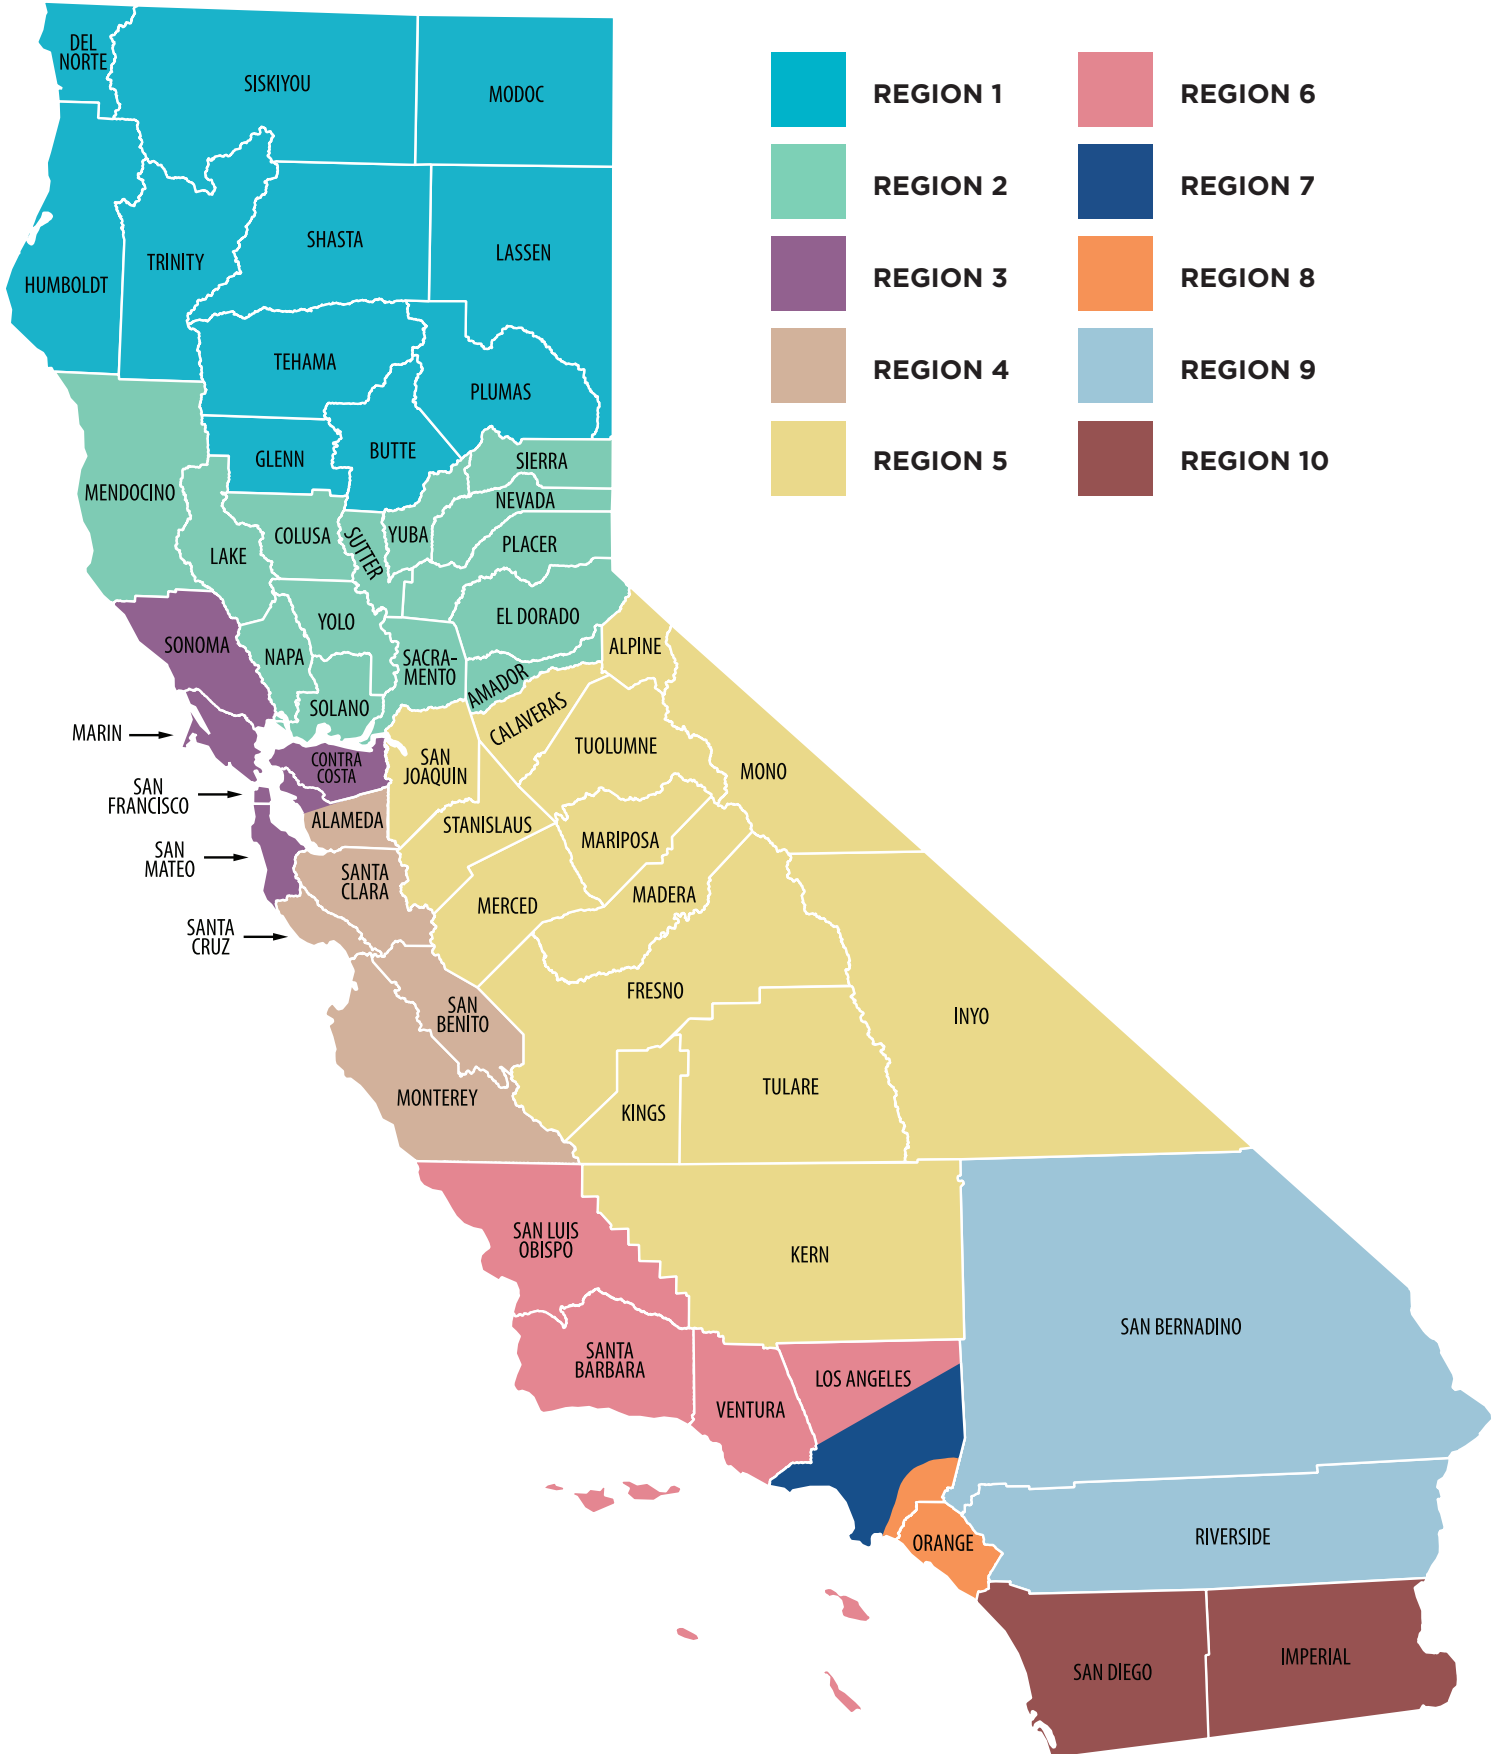 DEL
NORTE
SISKIYOU
MODOC
HUMBOLDT
TRINITY
SHASTA
LASSEN
TEHAMA
PLUMAS
GLENN
BUTTE
MENDOCINO
LAKE
COLUSA
SUTTER
YUBA
SIERRA
NEVADA
PLACER
EL DORADO
YOLO
NAPA
SACRA-
MENTO
AMADOR
SOLANO
SONOMA
MARIN
CONTRA
COSTA
SAN
FRANCISCO
SAN
MATEO
ALAMEDA
SANTA
CLARA
SANTA
CRUZ
SAN
BENITO
MONTEREY
ALPINE
CALAVERAS
SAN
JOAQUIN
TUOLUMNE
MONO
STANISLAUS
MARIPOSA
MERCED
MADERA
FRESNO
INYO
KINGS
TULARE
KERN
SAN LUIS
OBISPO
SANTA
BARBARA
VENTURA
LOS ANGELES
SAN BERNADINO
ORANGE
RIVERSIDE
SAN DIEGO
IMPERIAL
REGION 1
REGION 2
REGION 3
REGION 4
REGION 5
REGION 6
REGION 7
REGION 8
REGION 9
REGION 10